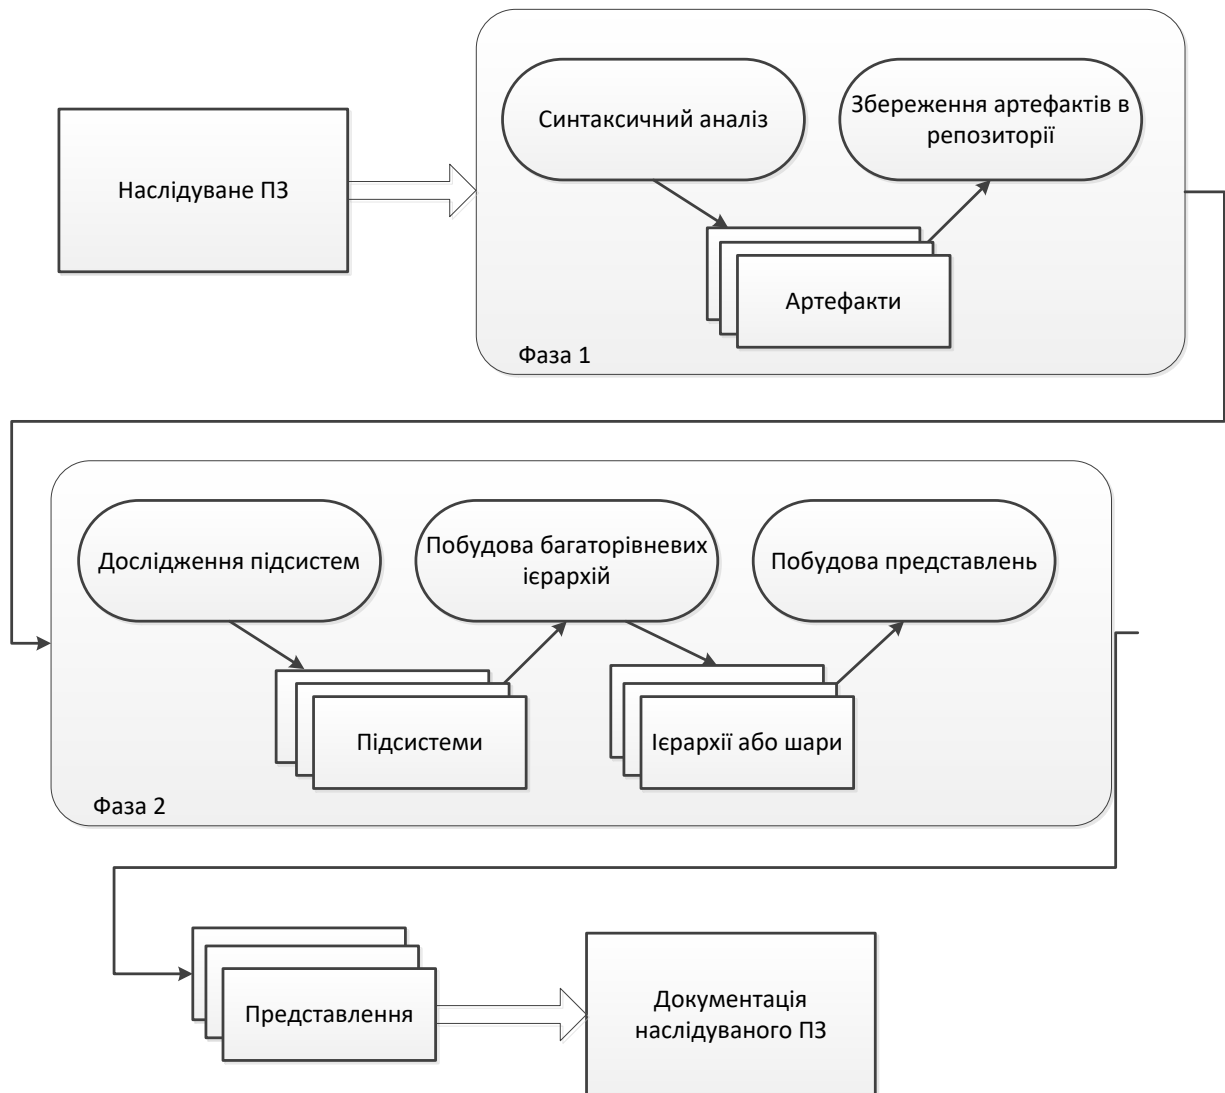 Наслідуване ПЗ
Синтаксичний аналіз
Збереження артефактів в
репозиторії
Артефакти
Фаза 1
Дослідження підсистем
Побудова багаторівневих
ієрархій
Побудова представлень
Підсистеми
Ієрархії або шари
Фаза 2
Представлення
Документація
наслідуваного ПЗ